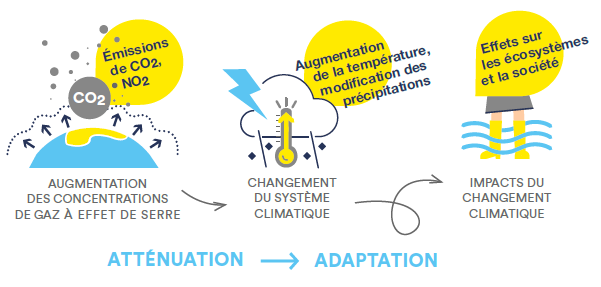 Émissions
de CO2,
NO2
CO2
AUGMENTATION
DES CONCENTRATIONS
DE GAZ À EFFET DE SERRE
Augmentation
de la température,
modification des
précipitations
CHANGEMENT
DU SYSTÈME
CLIMATIQUE
Effets sur
les écosystèmes
et la société
IMPACTS DU
CHANGEMENT
CLIMATIQUE
ATTÉNUATION → ADAPTATION